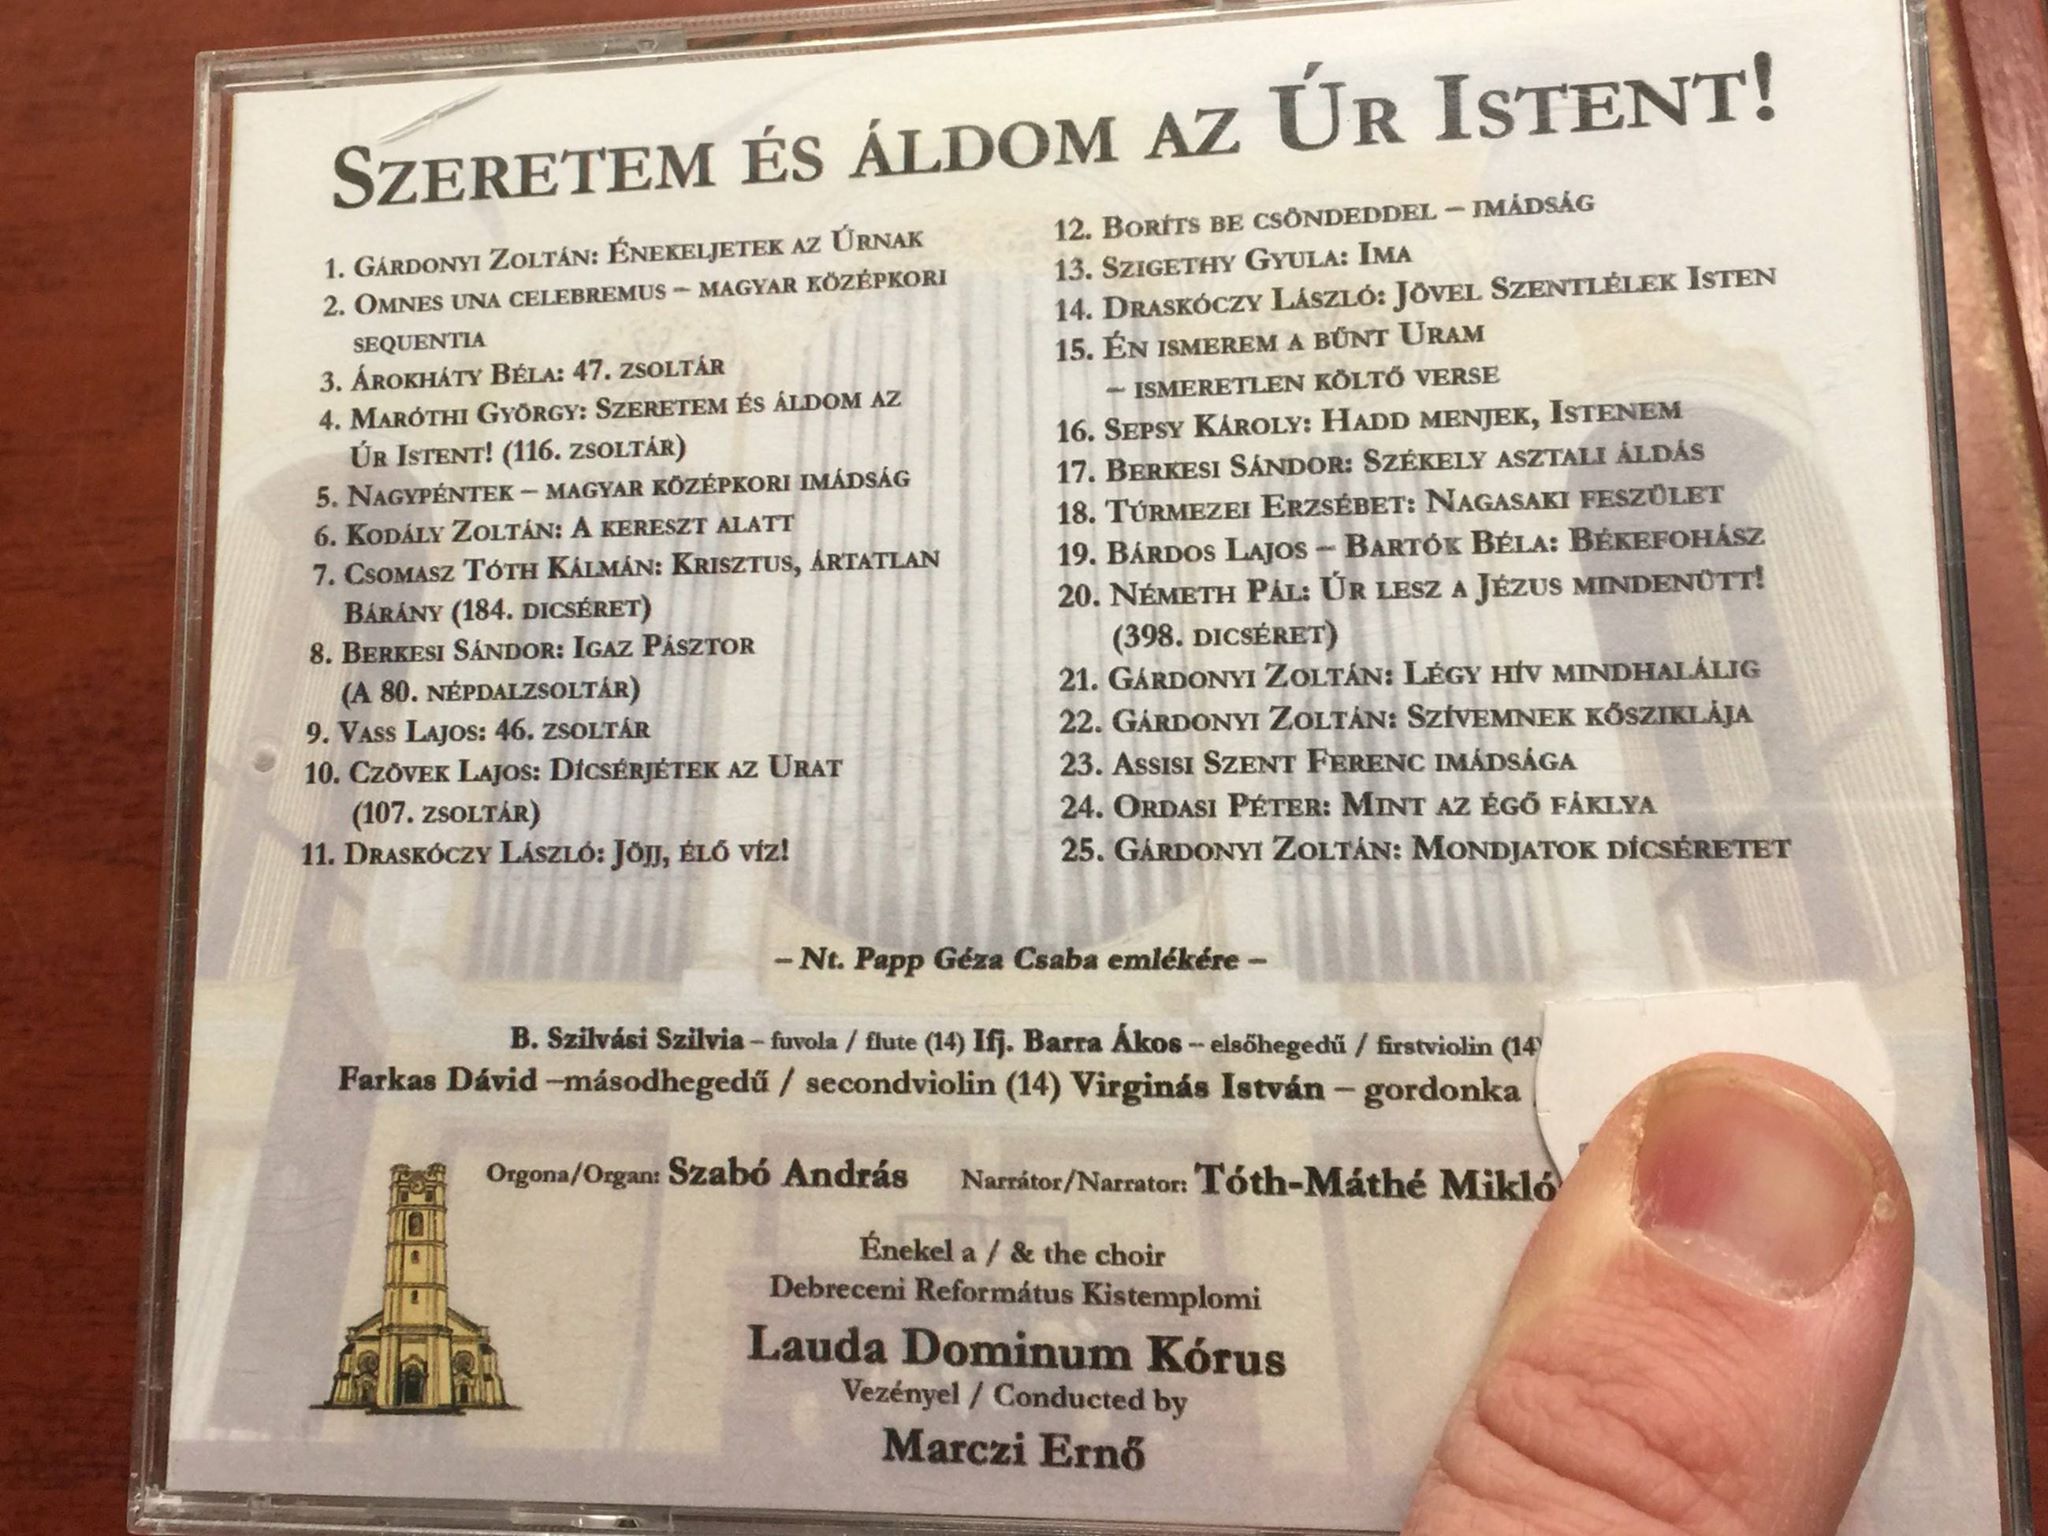 Szeretem és áldom az Úr Istent!
1. Gárdonyi Zoltán: Énekeljetek az Úrnak
2. Omnes una celebremus – magyar középkori
sequentia
3. Árokháty Béla: 47. zsoltár
4. Maróthi György: Szeretem és áldom az
Úr Istent! (116. zsoltár)
5. Nagypéntek – magyar középkori imádság
6. Kodály Zoltán: A kereszt alatt
7. Csomasz Tóth Kálmán: Krisztus, ártatlan
Bárány (184. dicséret)
8. Berkesi Sándor: Igaz Pásztor
(A 80. népdalzsoltár)
9. Vass Lajos: 46. zsoltár
10. Czövek Lajos: Dícsérjétek az Urat
(107. zsoltár)
11. Draskóczy László: Jöjj, élő víz!
12. Boríts be csöndeddel – imádság
13. Szigethy Gyula: Ima
14. Draskóczy László: Jövel Szentlélek Isten
15. Én ismerem a bűnt Uram
– ismeretlen költő verse
16. Sepsy Károly: Hadd menjek, Istenem
17. Berkesi Sándor: Székely asztali áldás
18. Túrmezei Erzsébet: Nagasaki feszület
19. Bárdos Lajos – Bartók Béla: Békefohász
20. Németh Pál: Úr lesz a Jézus mindenütt!
(398. dicséret)
21. Gárdonyi Zoltán: Légy hív mindhalálig
22. Gárdonyi Zoltán: Szívemnek kősziklája
23. Assisi Szent Ferenc imádsága
24. Ordasi Péter: Mint az égő fáklya
25. Gárdonyi Zoltán: Mondjatok dícséretet
– Nt. Papp Géza Csaba emlékére –
B. Szilvási Szilvia – fuvola / flute (14) Ifj. Barra Ákos – elsőhegedű / firstviolin (14)
Farkas Dávid –másodhegedű / secondviolin (14) Virginás István – gordonka
Orgona/Organ: Szabó András Narrátor/Narrator: Tóth-Máthé Mikló
Énekel a / & the choir
Debreceni Református Kistemplomi
Lauda Dominum Kórus
Vezényel / Conducted by
Marczi Ernő